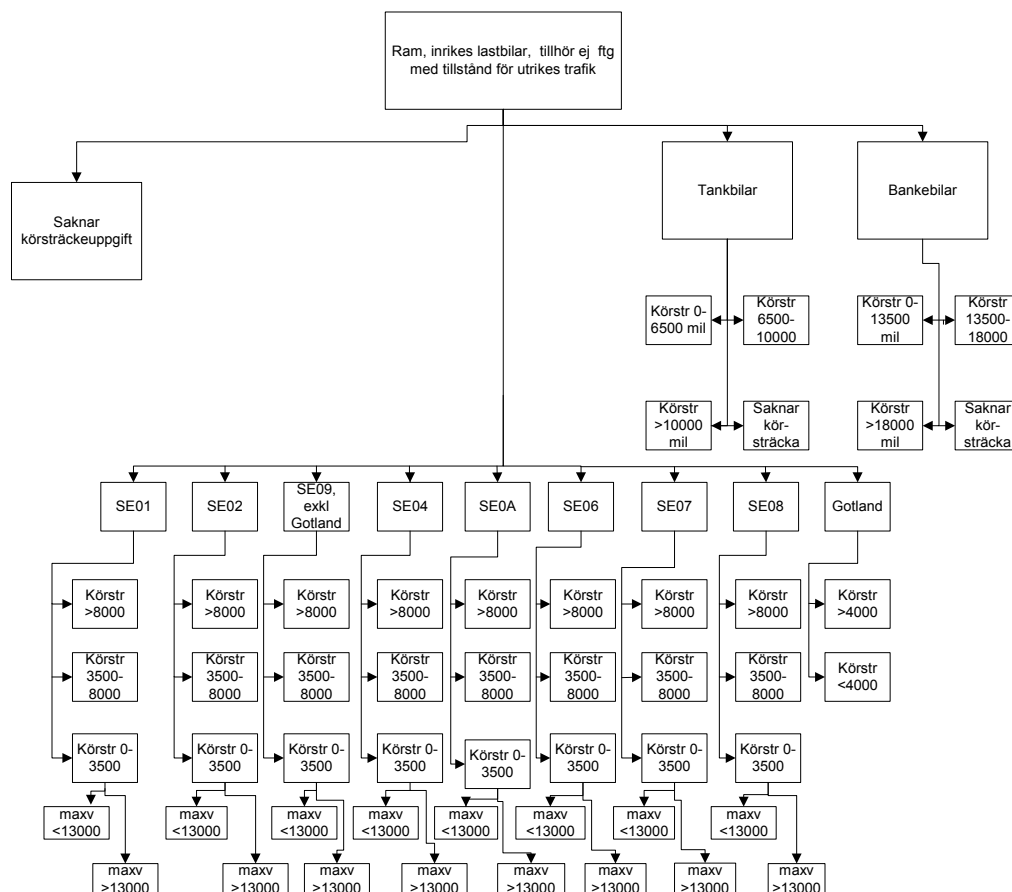 Ram, inrikes lastbilar, tillhör ej ftg
med tillstånd för utrikes trafik
Saknar
körsträckeuppgift
Tankbilar
Bankebilar
Körstr 0-
6500 mil
Körstr
6500-
10000
Körstr 0-
13500
mil
Körstr
13500-
18000
Körstr
>10000
mil
Saknar
kör-
sträcka
Körstr
>18000
mil
Saknar
kör-
sträcka
SE01
SE02
SE09,
exkl
Gotland
SE04
SE0A
SE06
SE07
SE08
Gotland
Körstr
>8000
Körstr
>8000
Körstr
>8000
Körstr
>8000
Körstr
>8000
Körstr
>8000
Körstr
>8000
Körstr
>8000
Körstr
>4000
Körstr
3500-
8000
Körstr
3500-
8000
Körstr
3500-
8000
Körstr
3500-
8000
Körstr
3500-
8000
Körstr
3500-
8000
Körstr
3500-
8000
Körstr
3500-
8000
Körstr
<4000
Körstr 0-
3500
Körstr 0-
3500
Körstr 0-
3500
Körstr 0-
3500
Körstr 0-
3500
Körstr 0-
3500
Körstr 0-
3500
Körstr 0-
3500
maxv
<13000
maxv
<13000
maxv
<13000
maxv
<13000
maxv
<13000
maxv
<13000
maxv
<13000
maxv
<13000
maxv
>13000
maxv
>13000
maxv
>13000
maxv
>13000
maxv
>13000
maxv
>13000
maxv
>13000
maxv
>13000